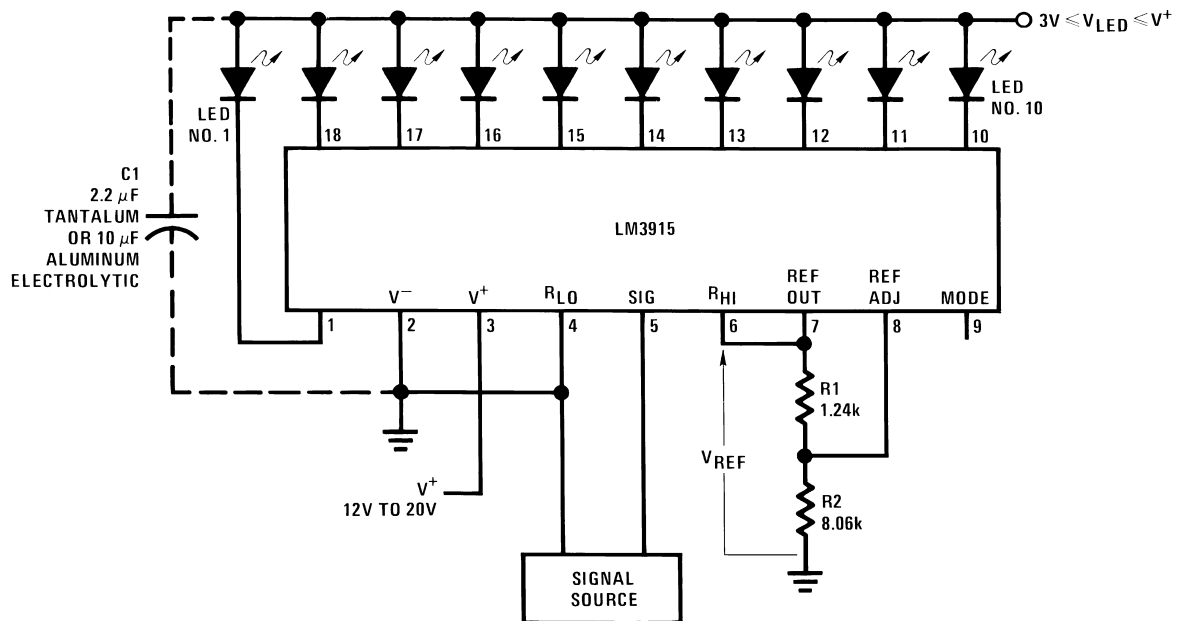 3V ≤ VLED ≤ V+
LED
NO. 1
LED
NO. 10
18
17
16
15
14
13
12
11
10
C1
2.2 μF
TANTALUM
OR 10 μF
ALUMINUM
ELECTROLYTIC
LM3915
V−
V+
RLO
SIG
RHI
REF
OUT
REF
ADJ
MODE
1
2
3
4
5
6
7
8
9
R1
1.24k
VREF
R2
8.06k
V+
12V TO 20V
SIGNAL
SOURCE